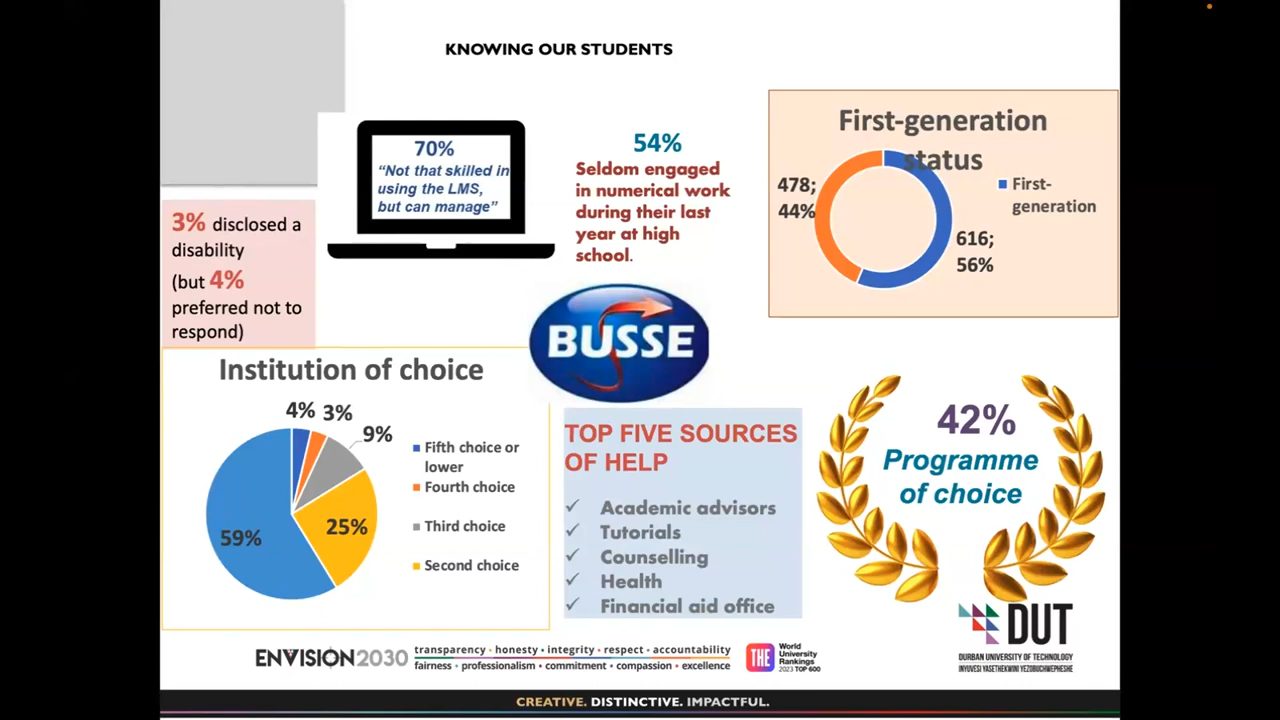 KNOWING OUR STUDENTS
70%
“Not that skilled in
using the LMS,
but can manage”
54%
Seldom engaged
in numerical work
during their last
year at high
school.
First-generation
status
478;
44%
616;
56%
First-
generation
3% disclosed a
disability
(but 4%
preferred not to
respond)
BUSSE
Institution of choice
4%
3%
9%
25%
59%
Fifth choice or
lower
Fourth choice
Third choice
Second choice
TOP FIVE SOURCES
OF HELP
✓ Academic advisors
✓ Tutorials
✓ Counselling
✓ Health
✓ Financial aid office
42%
Programme
of choice
ENVISION2030
transparency • honesty • integrity • respect • accountability
fairness • professionalism • commitment • compassion • excellence
THE
World
University
Rankings
2023 TOP 600
DUT
DURBAN UNIVERSITY OF TECHNOLOGY
INYUVESI YASETHEKWINI YEZOBUCHWEPHESHE
CREATIVE. DISTINCTIVE. IMPACTFUL.